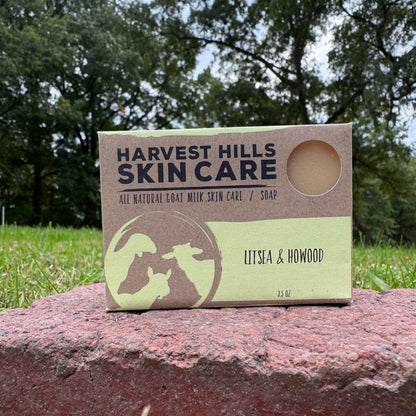 HARVEST HILLS
SKIN CARE
ALL NATURAL GOAT MILK SKIN CARE / SOAP
LITSEA & HOWOOD
3.5 OZ